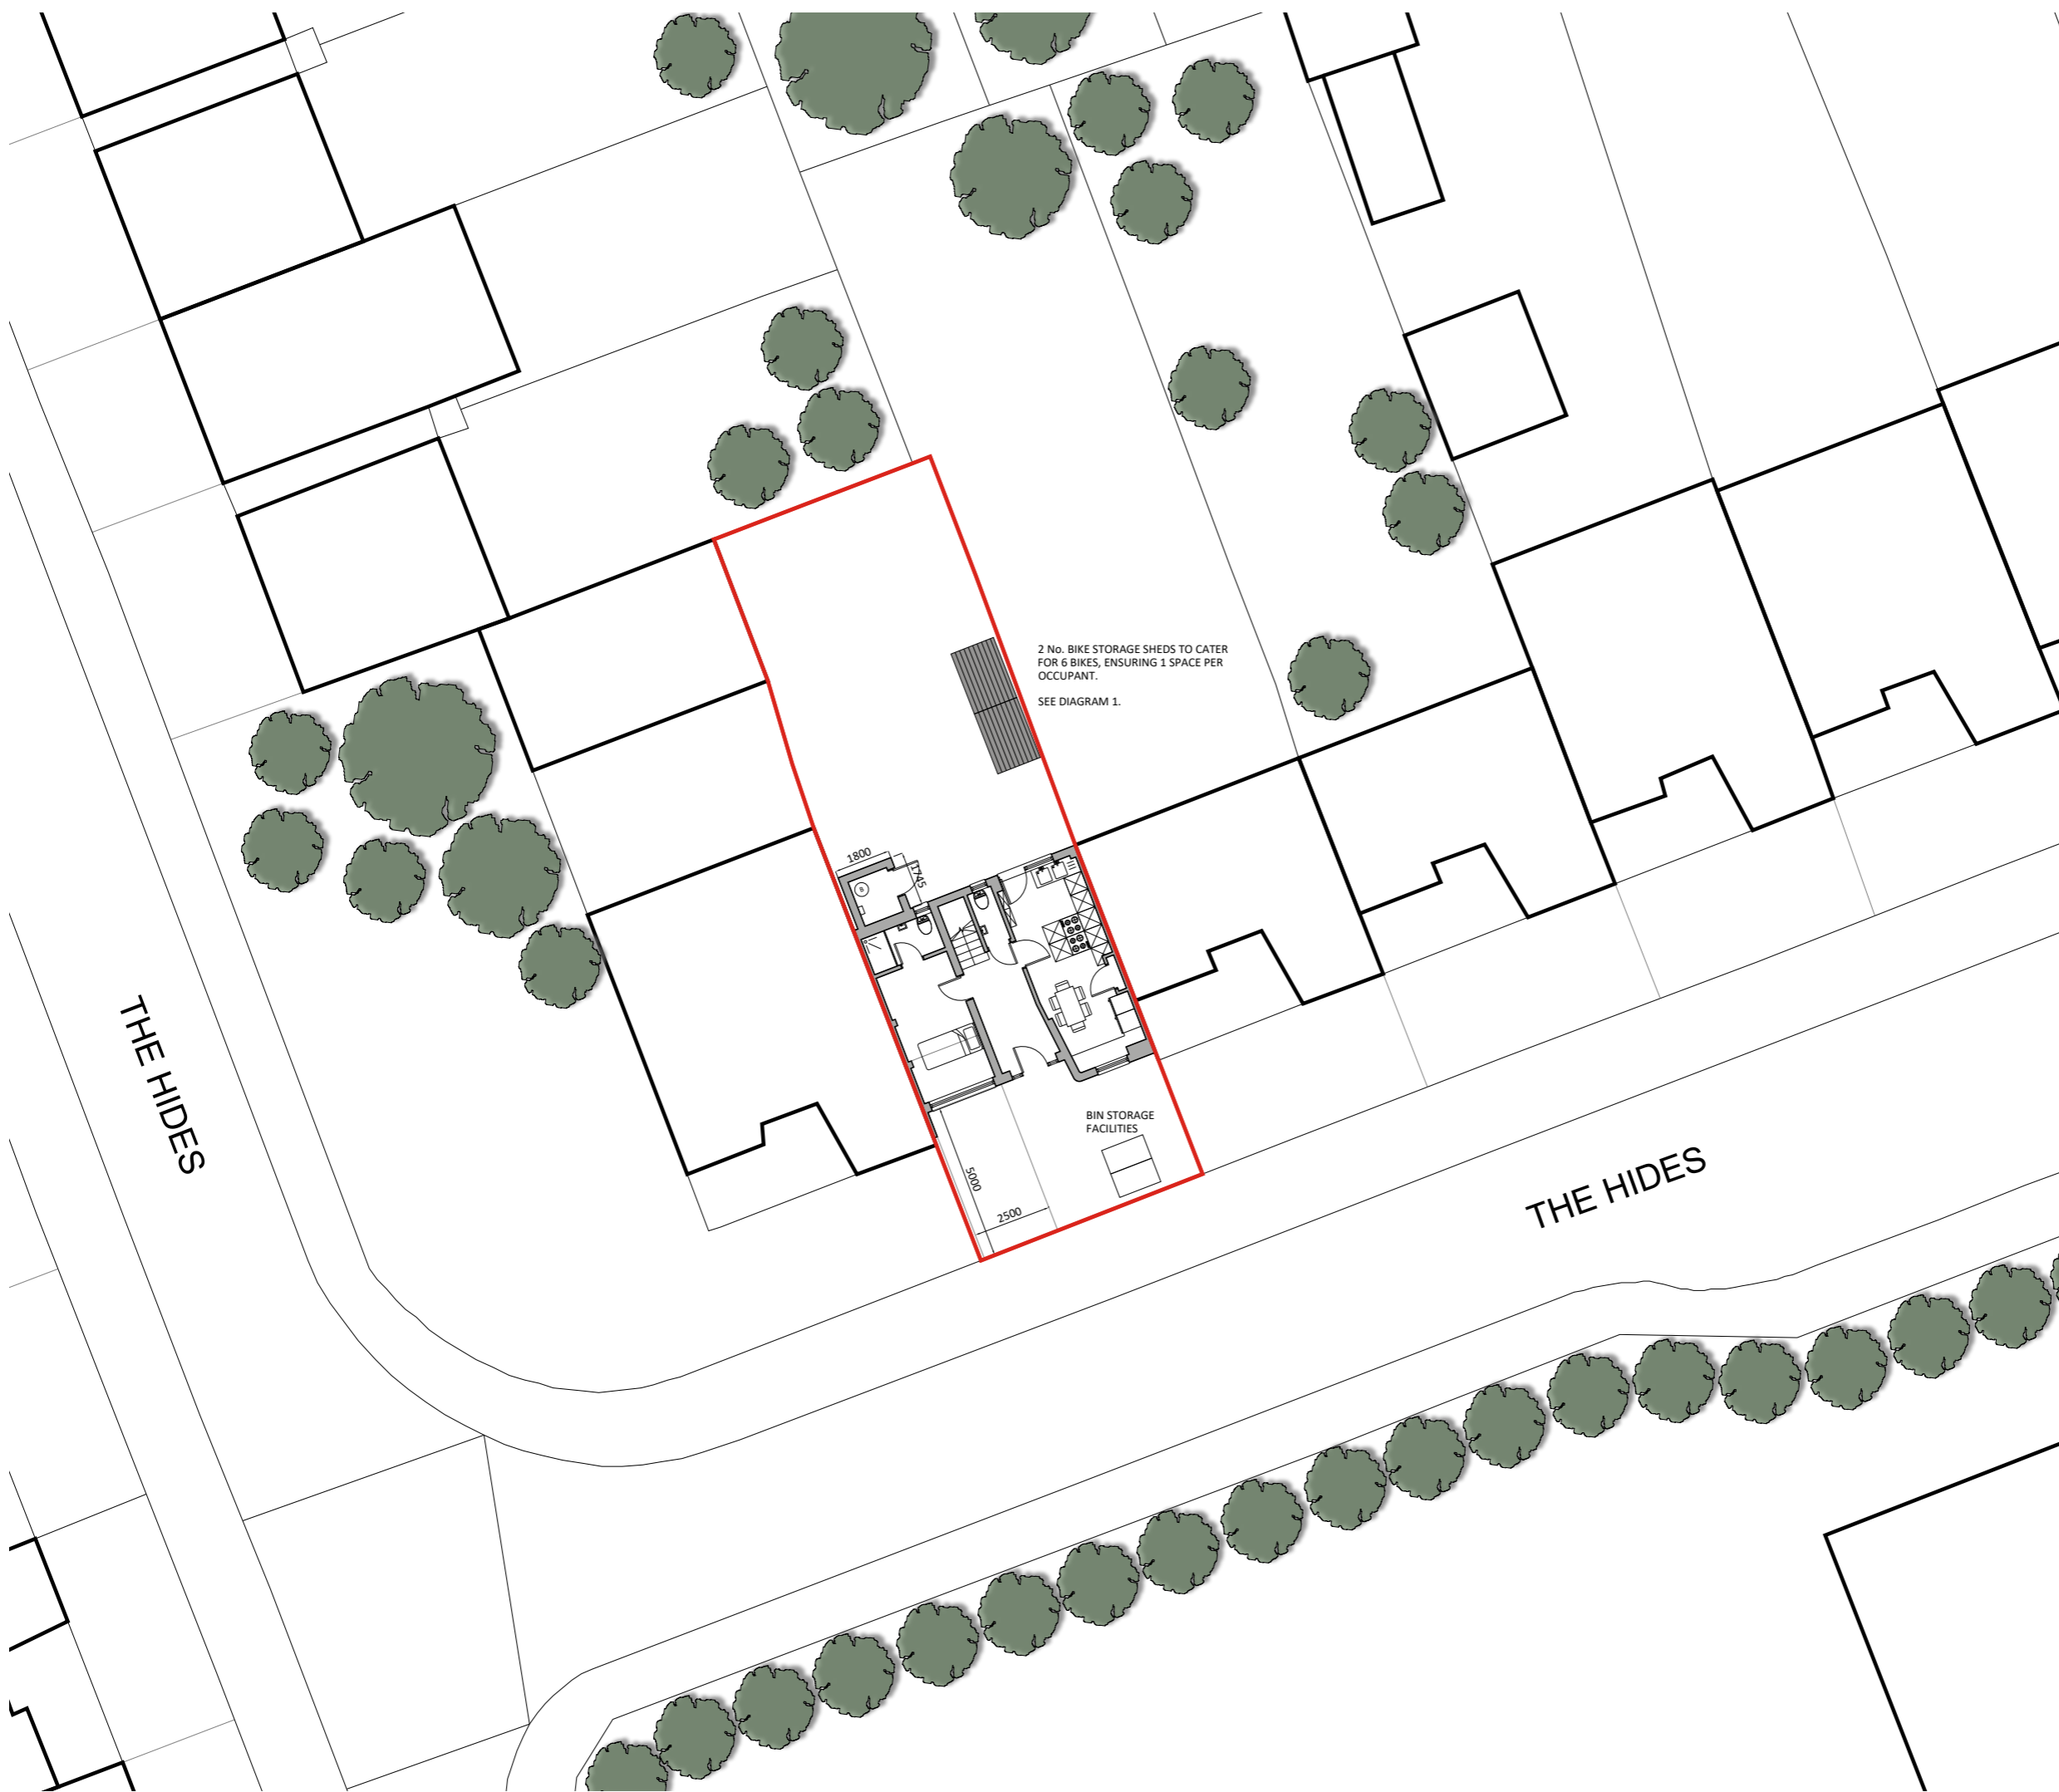 2 No. BIKE STORAGE SHEDS TO CATER
FOR 6 BIKES, ENSURING 1 SPACE PER
OCCUPANT.
SEE DIAGRAM 1.
1800
1745
THE HIDES
BIN STORAGE
FACILITIES
5000
2500
THE HIDES